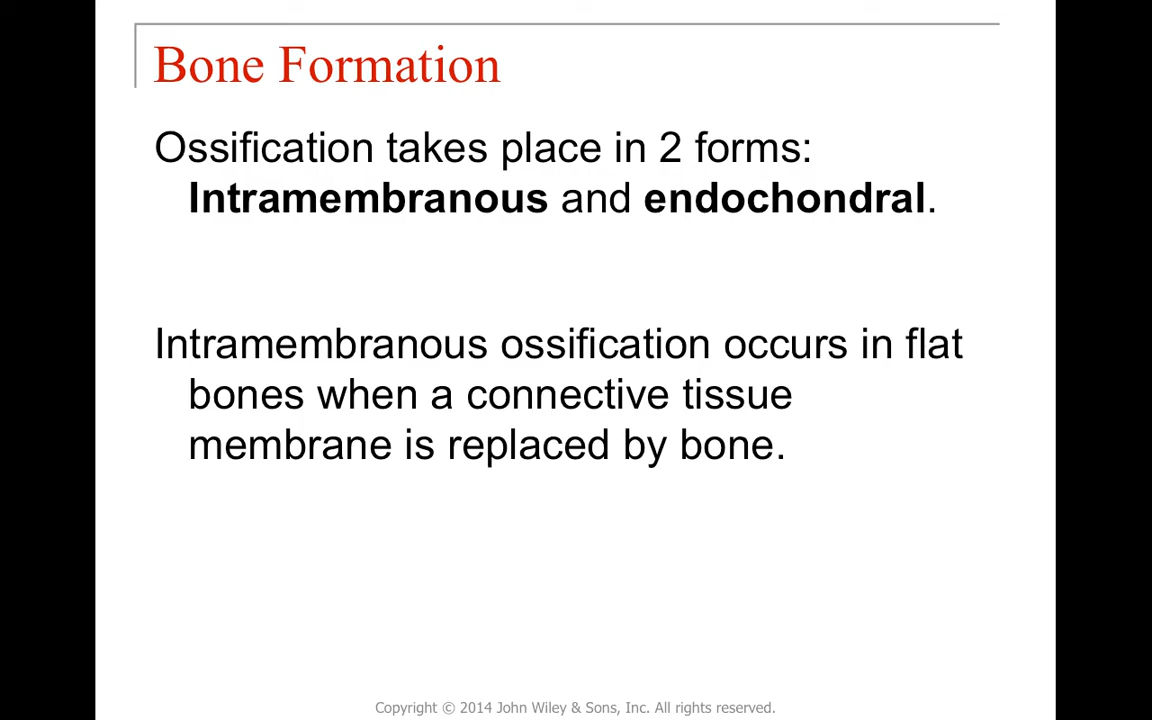 Bone Formation
Ossification takes place in 2 forms:
Intramembranous and endochondral.
Intramembranous ossification occurs in flat
bones when a connective tissue
membrane is replaced by bone.
Copyright © 2014 John Wiley & Sons, Inc. All rights reserved.